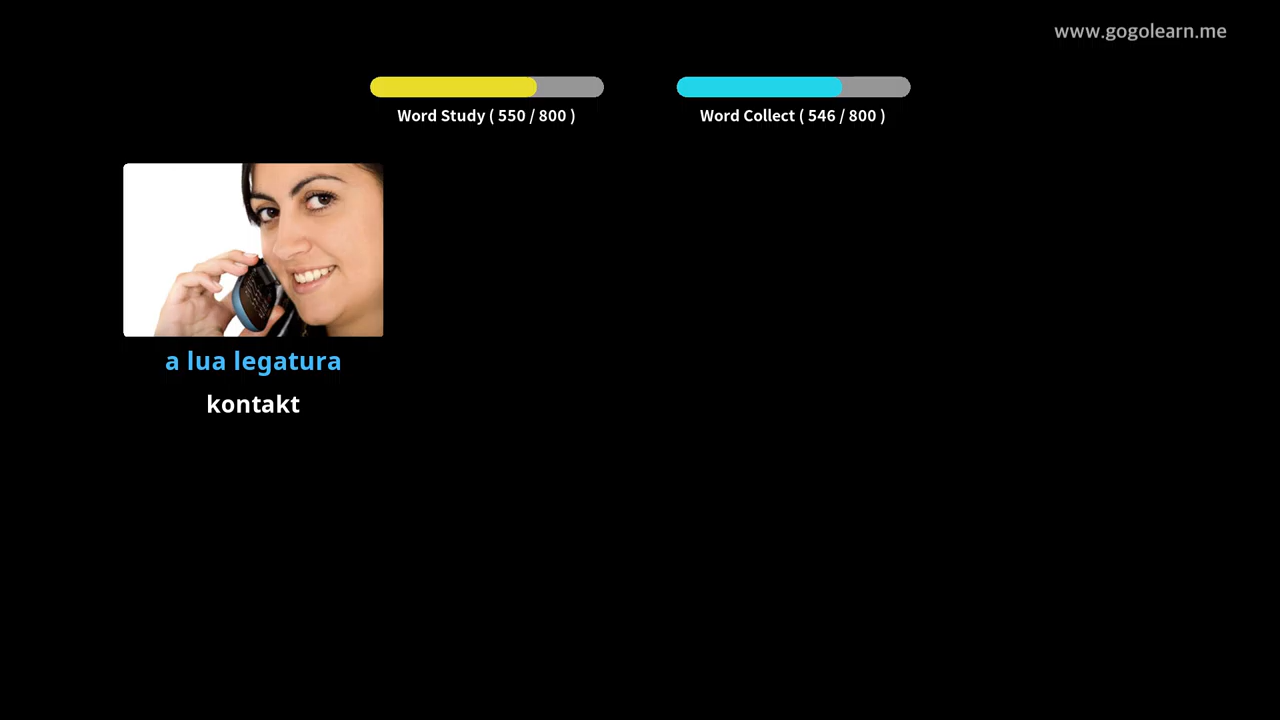 www.gogolearn.me
Word Study ( 550 / 800 )
Word Collect ( 546 / 800 )
a lua legatura
kontakt